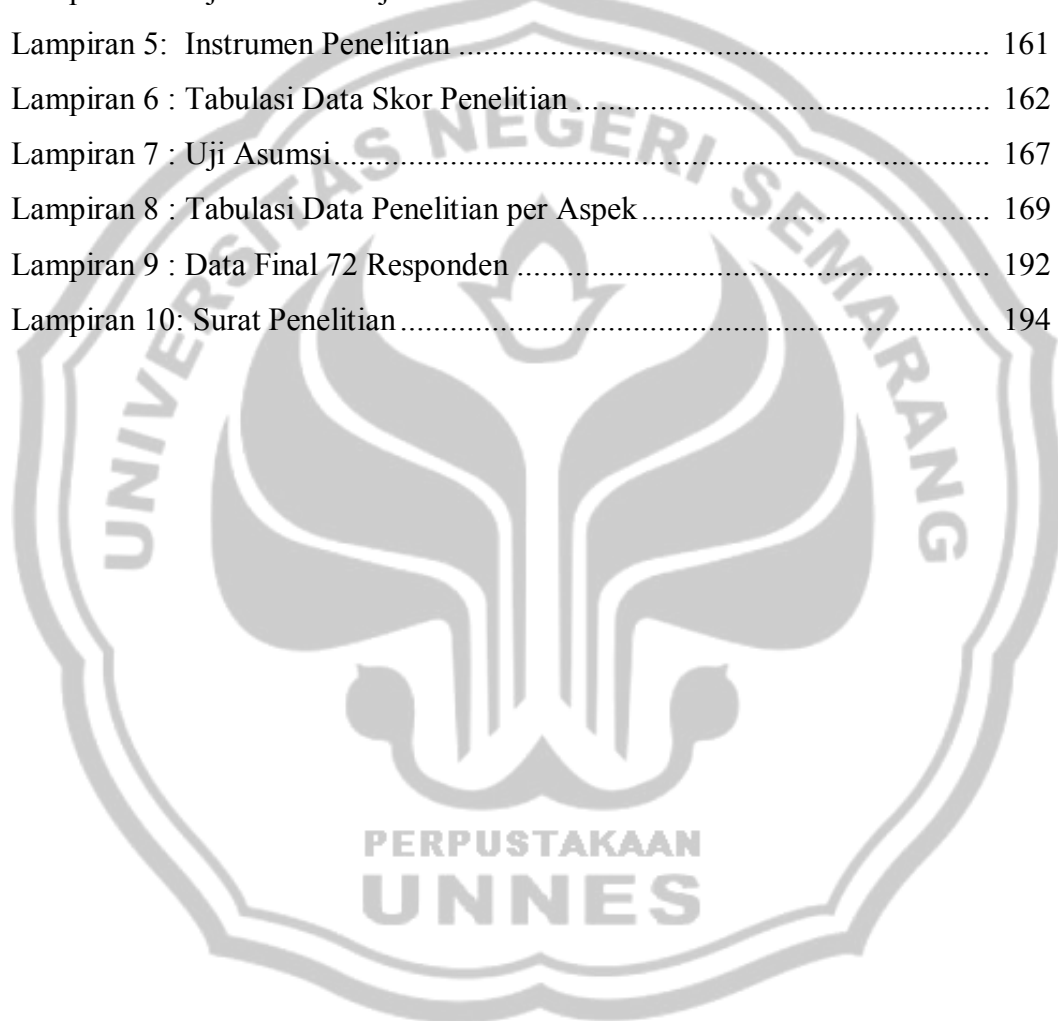 Lampiran 5:  Instrumen Penelitian ................................................................. 161
Lampiran 6 : Tabulasi Data Skor Penelitian ................................................... 162
Lampiran 7 : Uji Asumsi................................................................................ 167
Lampiran 8 : Tabulasi Data Penelitian per Aspek ........................................... 169
Lampiran 9 : Data Final 72 Responden .......................................................... 192
Lampiran 10: Surat Penelitian ........................................................................ 194
UNIVERSITAS NEGERI SEMARANG
PERPUSTAKAAN
UNNES